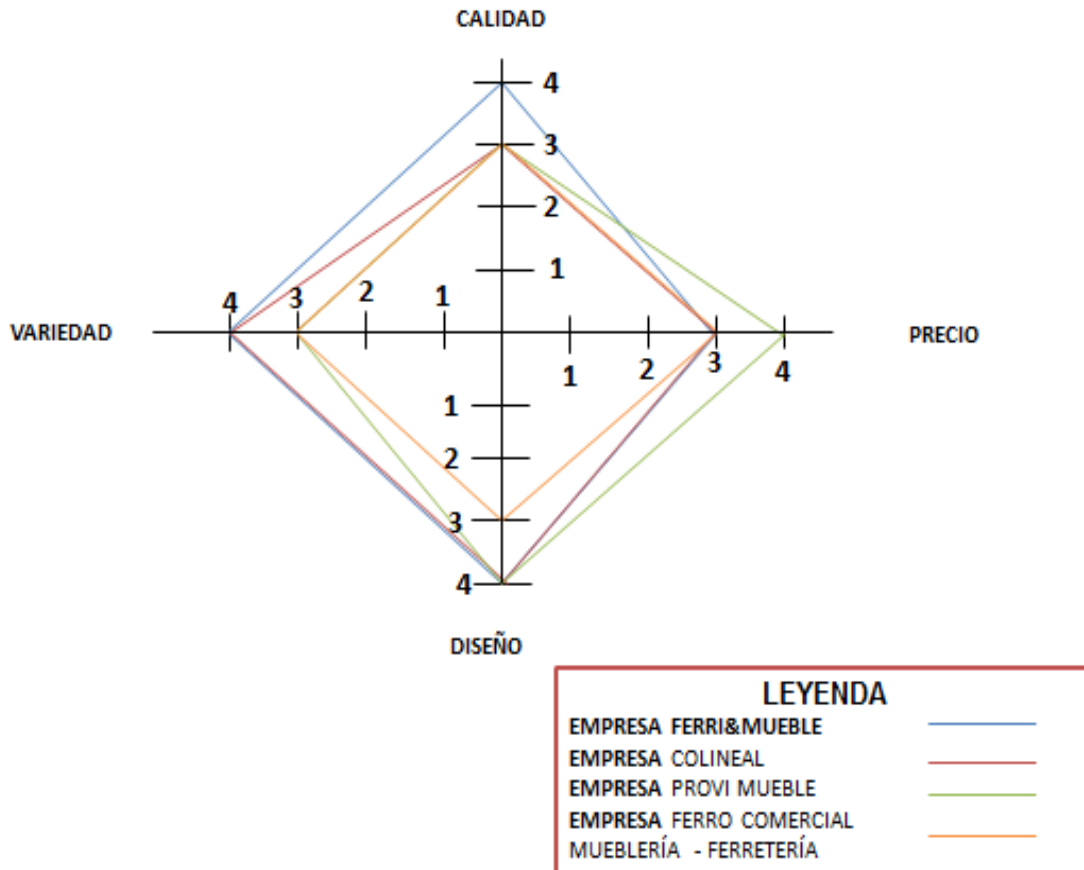 CALIDAD
4
3
2
1
4
3
2
1
VARIEDAD
PRECIO
1
2
3
4
1
2
3
4
DISEÑO
LEYENDA
EMPRESA FERRI&MUEBLE
EMPRESA COLINEAL
EMPRESA PROVI MUEBLE
EMPRESA FERRO COMERCIAL
MUEBLERÍA - FERRETERÍA